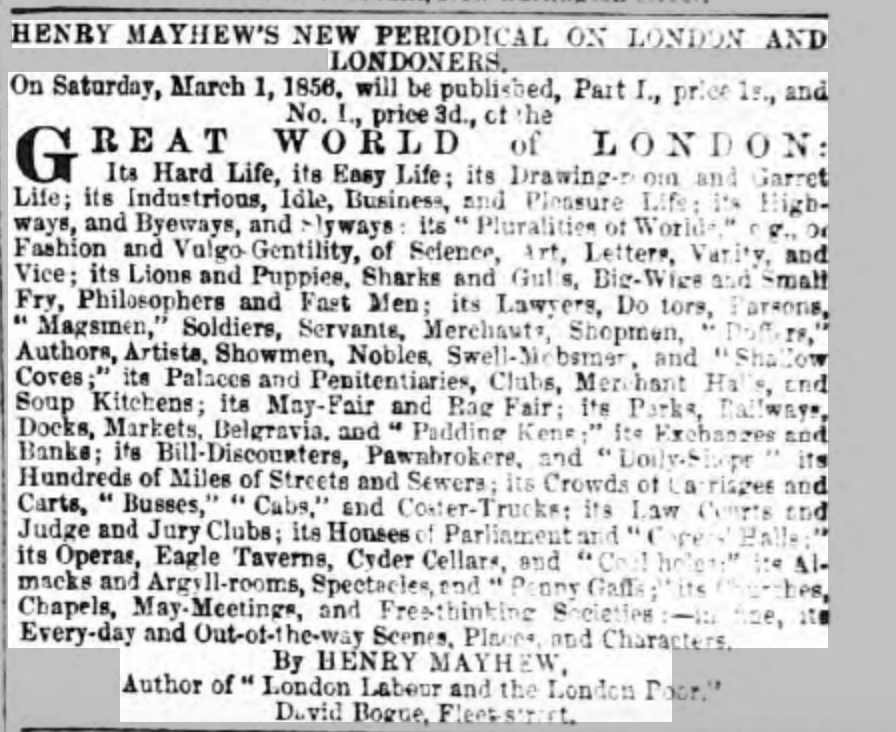 HENRY MAYHEW'S NEW PERIODICAL ON LONDON AND
LONDONERS.
On Saturday, March 1, 1856, will be published, Part I., price 1s., and
No. I., price 3d., of the
GREAT WORLD of LONDON:
Its Hard Life, its Easy Life; its Drawing-room and Garret
Life; its Industrious, Idle, Business, and Pleasure Life; its High-
ways, and Byeways, and Slyways: its "Pluralities of Worlds," e.g., of
Fashion and Vulgo-Gentility, of Science, Art, Letters, Vanity, and
Vice; its Lions and Puppies, Sharks and Gulls, Big-Wigs and Small
Fry, Philosophers and Fast Men; its Lawyers, Doctors, Parsons,
"Magsmen," Soldiers, Servants, Merchants, Shopmen, "Duffers,"
Authors, Artists, Showmen, Nobles, Swell-Mobsmen, and "Shallow
Coves;" its Palaces and Penitentiaries, Clubs, Merchant Halls, and
Soup Kitchens; its May-Fair and Rag Fair; its Parks, Railways,
Docks, Markets, Belgravia, and "Padding Kens;" its Exchanges and
Banks; its Bill-Discounters, Pawnbrokers, and "Dolly-Shops" its
Hundreds of Miles of Streets and Sewers; its Crowds of Carriages and
Carts, "Busses," "Cabs," and Coster-Trucks; its Law Courts and
Judge and Jury Clubs; its Houses of Parliament and "Cogers' Halls;"
its Operas, Eagle Taverns, Cyder Cellars, and "Coal holes;" its Al-
macks and Argyll-rooms, Spectacles, and "Penny Gaffs;" its Churches,
Chapels, May-Meetings, and Free-thinking Societies:—in fine, its
Every-day and Out-of-the-way Scenes, Places, and Characters.
By HENRY MAYHEW,
Author of "London Labour and the London Poor."
David Bogue, Fleet-street.